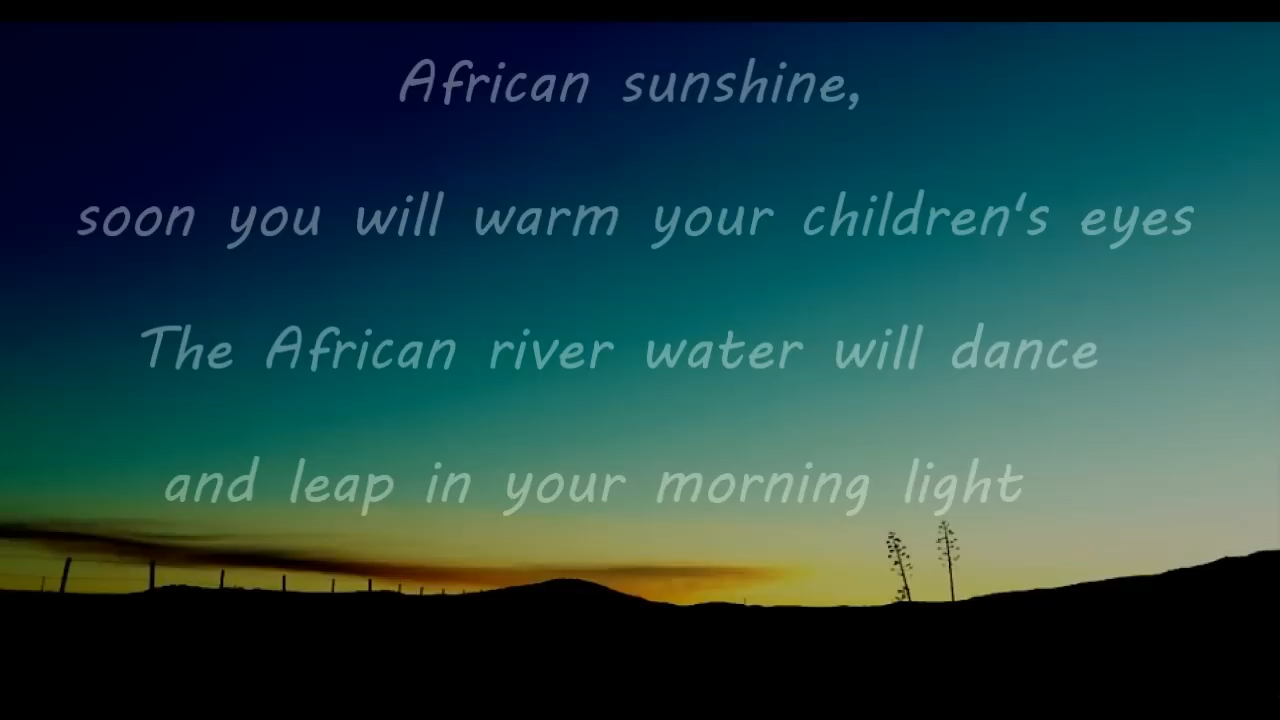 African sunshine,
soon you will warm your children's eyes
The African river water will dance
and leap in your morning light